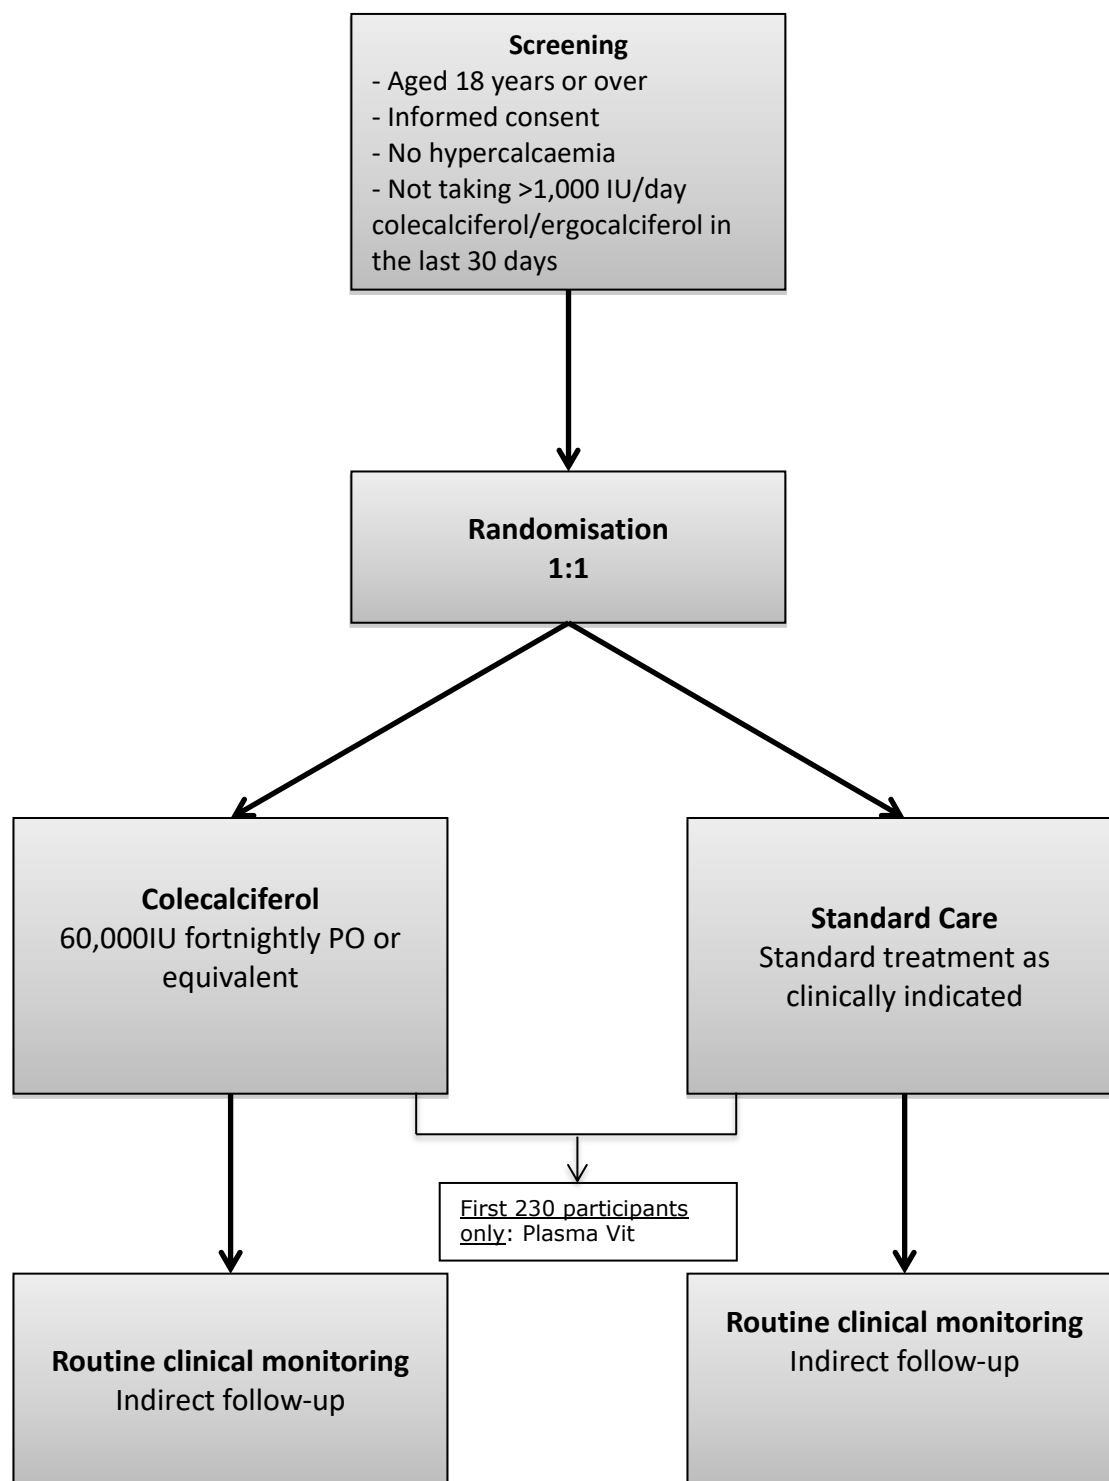 Screening
- Aged 18 years or over
- Informed consent
- No hypercalcaemia
- Not taking >1,000 IU/day
colecalciferol/ergocalciferol in
the last 30 days
Randomisation
1:1
Colecalciferol
60,000IU fortnightly PO or
equivalent
Standard Care
Standard treatment as
clinically indicated
First 230 participants
only: Plasma Vit
Routine clinical monitoring
Indirect follow-up
Routine clinical monitoring
Indirect follow-up